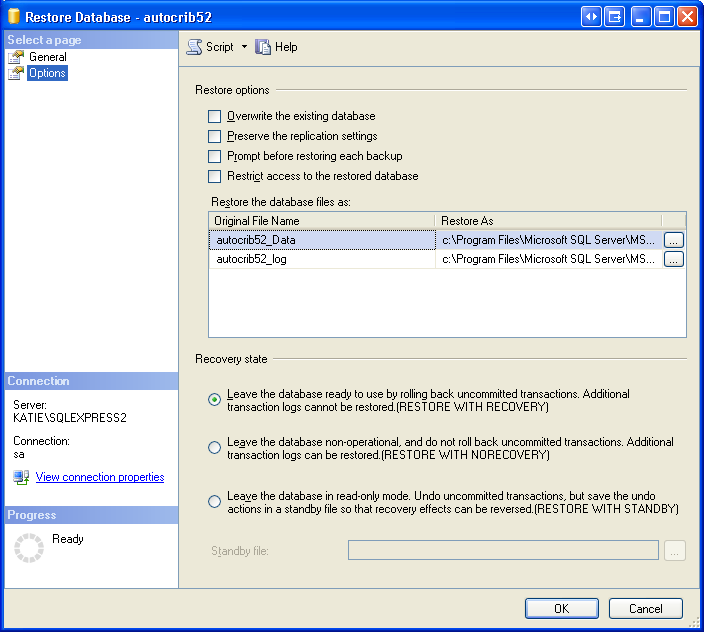 Restore Database - autocrib52
Select a page
General
Options
Script
Help
Restore options
Overwrite the existing database
Preserve the replication settings
Prompt before restoring each backup
Restrict access to the restored database
Restore the database files as:
Original File Name Restore As
autocrib52_Data c:\Program Files\Microsoft SQL Server\MS... ...
autocrib52_log c:\Program Files\Microsoft SQL Server\MS... ...
Recovery state
Leave the database ready to use by rolling back uncommitted transactions. Additional
transaction logs cannot be restored.(RESTORE WITH RECOVERY)
Leave the database non-operational, and do not roll back uncommitted transactions. Additional
transaction logs can be restored.(RESTORE WITH NORECOVERY)
Leave the database in read-only mode. Undo uncommitted transactions, but save the undo
actions in a standby file so that recovery effects can be reversed.(RESTORE WITH STANDBY)
Standby file: ...
Connection
Server:
KATIE\SQLEXPRESS2
Connection:
sa
View connection properties
Progress
Ready
OK Cancel